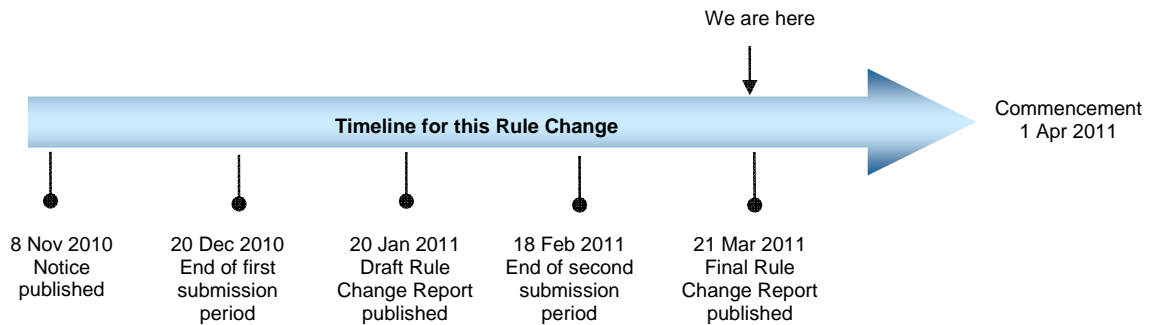 We are here
Timeline for this Rule Change
Commencement
1 Apr 2011
8 Nov 2010
Notice
published
20 Dec 2010
End of first
submission
period
20 Jan 2011
Draft Rule
Change Report
published
18 Feb 2011
End of second
submission
period
21 Mar 2011
Final Rule
Change Report
published